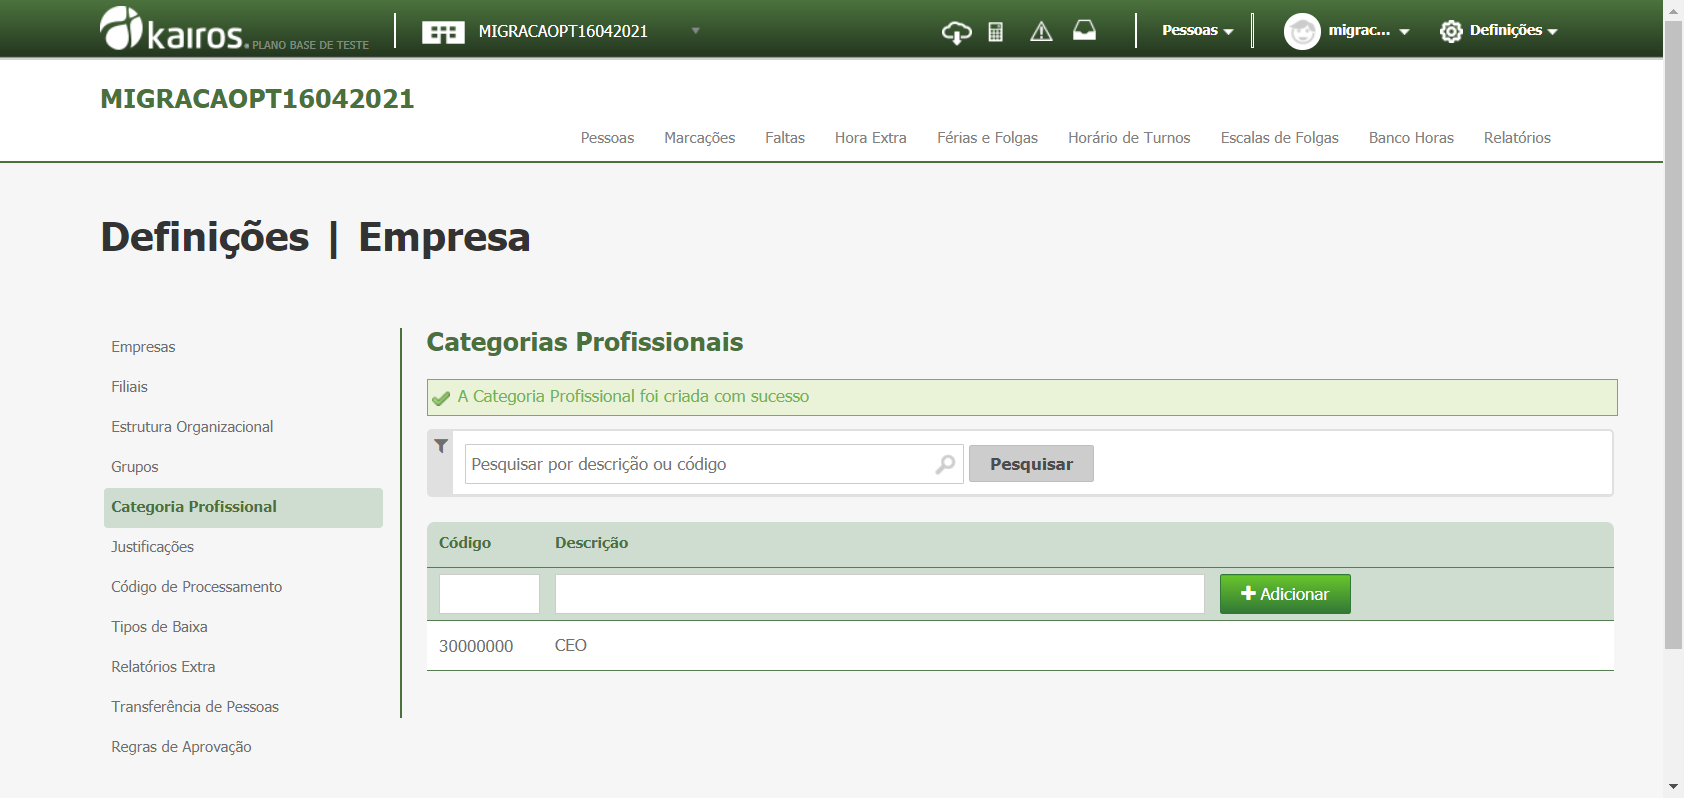 kairos. PLANO BASE DE TESTE MIGRACAOPT16042021 Pessoas migrac... Definições
MIGRACAOPT16042021
Pessoas Marcações Faltas Hora Extra Férias e Folgas Horário de Turnos Escalas de Folgas Banco Horas Relatórios
Definições | Empresa
Empresas
Filiais
Estrutura Organizacional
Grupos
Categoria Profissional
Justificações
Código de Processamento
Tipos de Baixa
Relatórios Extra
Transferência de Pessoas
Regras de Aprovação
Categorias Profissionais
A Categoria Profissional foi criada com sucesso
Pesquisar por descrição ou código Pesquisar
Código Descrição
Adicionar
30000000 CEO